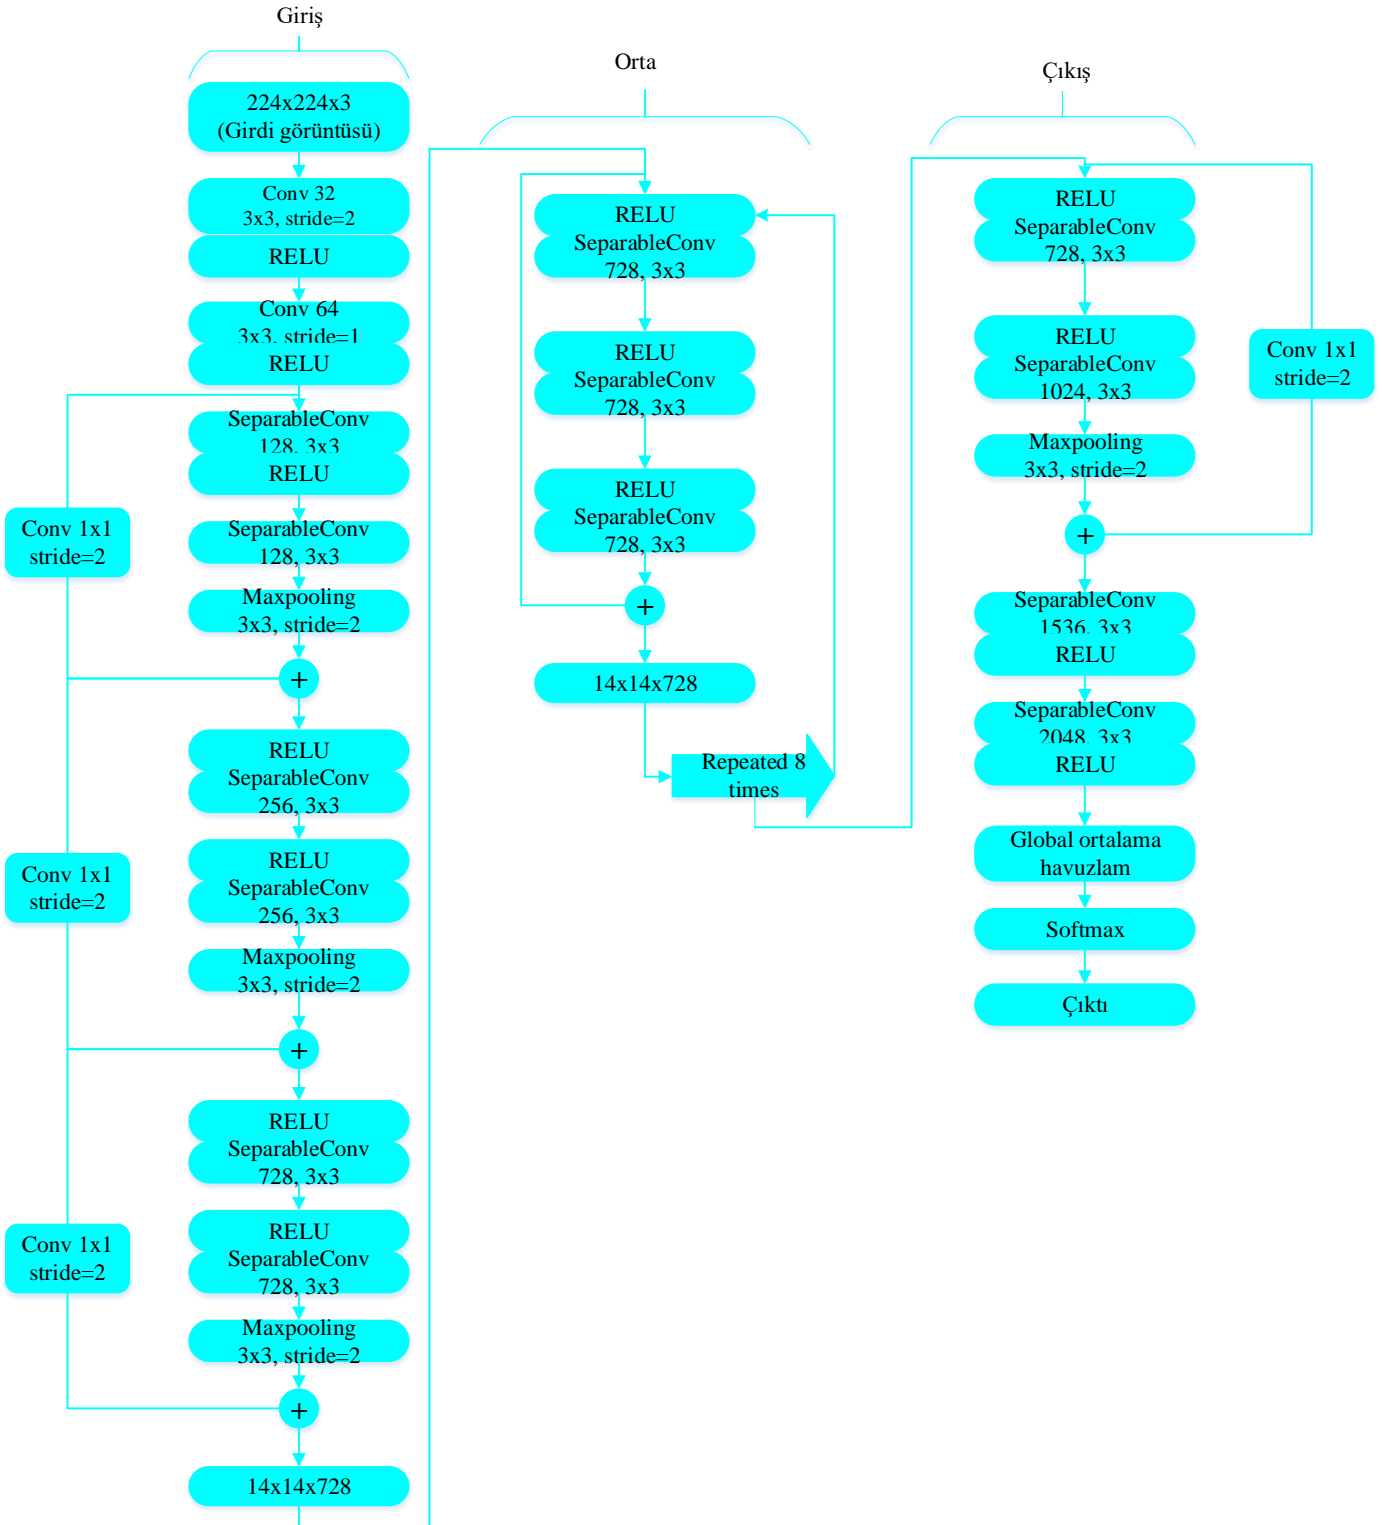 Giriş
224x224x3
(Girdi görüntüsü)
Conv 32
3x3, stride=2
RELU
Conv 64
3x3, stride=1
RELU
SeparableConv
128, 3x3
RELU
SeparableConv
128, 3x3
Maxpooling
3x3, stride=2
+
Conv 1x1
stride=2
RELU
SeparableConv
256, 3x3
RELU
SeparableConv
256, 3x3
Maxpooling
3x3, stride=2
+
Conv 1x1
stride=2
RELU
SeparableConv
728, 3x3
RELU
SeparableConv
728, 3x3
Maxpooling
3x3, stride=2
+
Conv 1x1
stride=2
14x14x728
Orta
RELU
SeparableConv
728, 3x3
RELU
SeparableConv
728, 3x3
RELU
SeparableConv
728, 3x3
+
14x14x728
Repeated 8
times
Çıkış
RELU
SeparableConv
728, 3x3
RELU
SeparableConv
1024, 3x3
Maxpooling
3x3, stride=2
+
Conv 1x1
stride=2
SeparableConv
1536, 3x3
RELU
SeparableConv
2048, 3x3
RELU
Global ortalama
havuzlam
Softmax
Çıktı